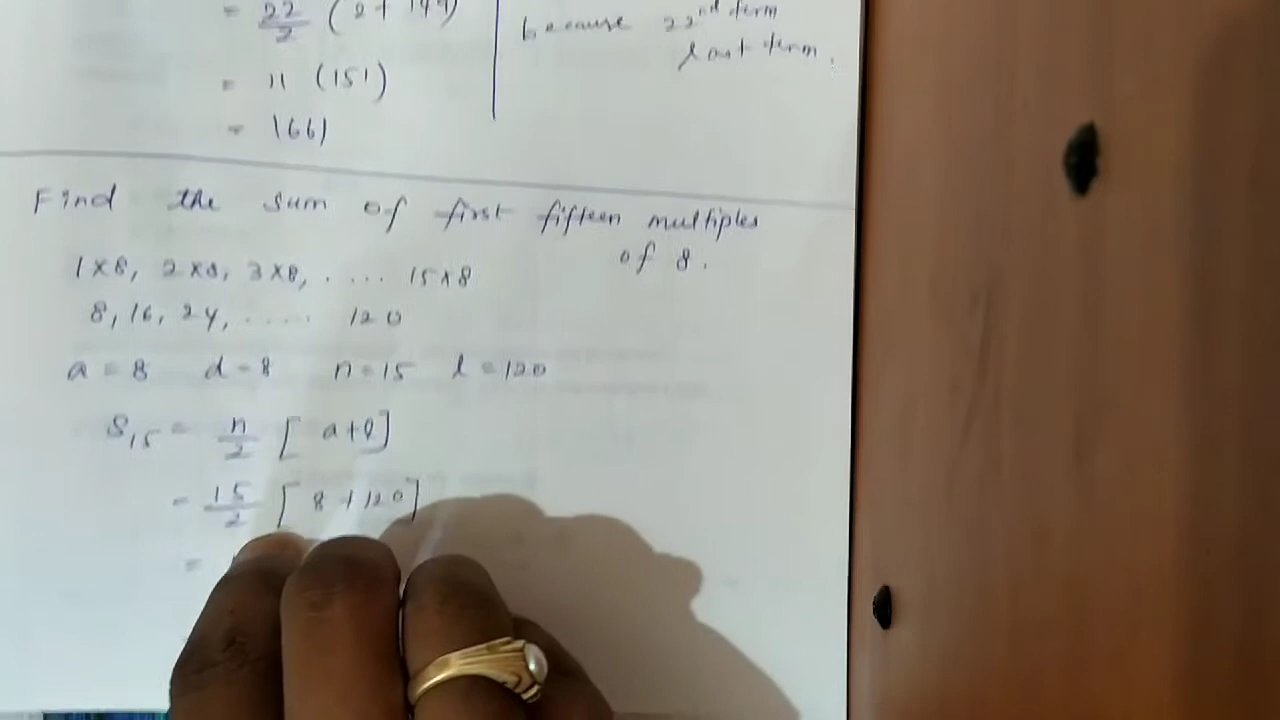 = 22/2 (2+149)
= 11 (151)
= 1661
because 22nd term
last term.
Find the sum of first fifteen multiples
of 8.
1×8, 2×8, 3×8, .... 15×8
8, 16, 24, ..... 120
a=8 d=8 n=15 l=120
S15 = n/2 [a+l]
= 15/2 [8+120]
=